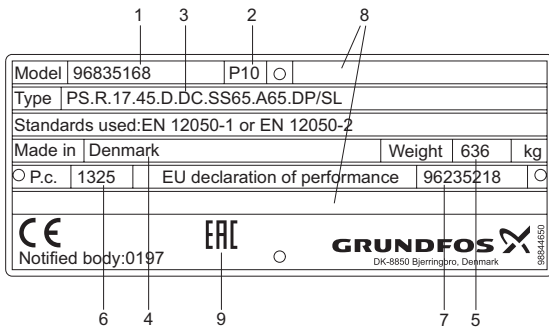 1 3 2 8
Model 96835168 P10
Type PS.R.17.45.D.DC.SS65.A65.DP/SL
Standards used:EN 12050-1 or EN 12050-2
Made in Denmark Weight 636 kg
P.c. 1325 EU declaration of performance 96235218
CE EAC
GRUNDFOS
Notified body:0197
DK-8850 Bjerringbro, Denmark
98844650
6 4 9 7 5